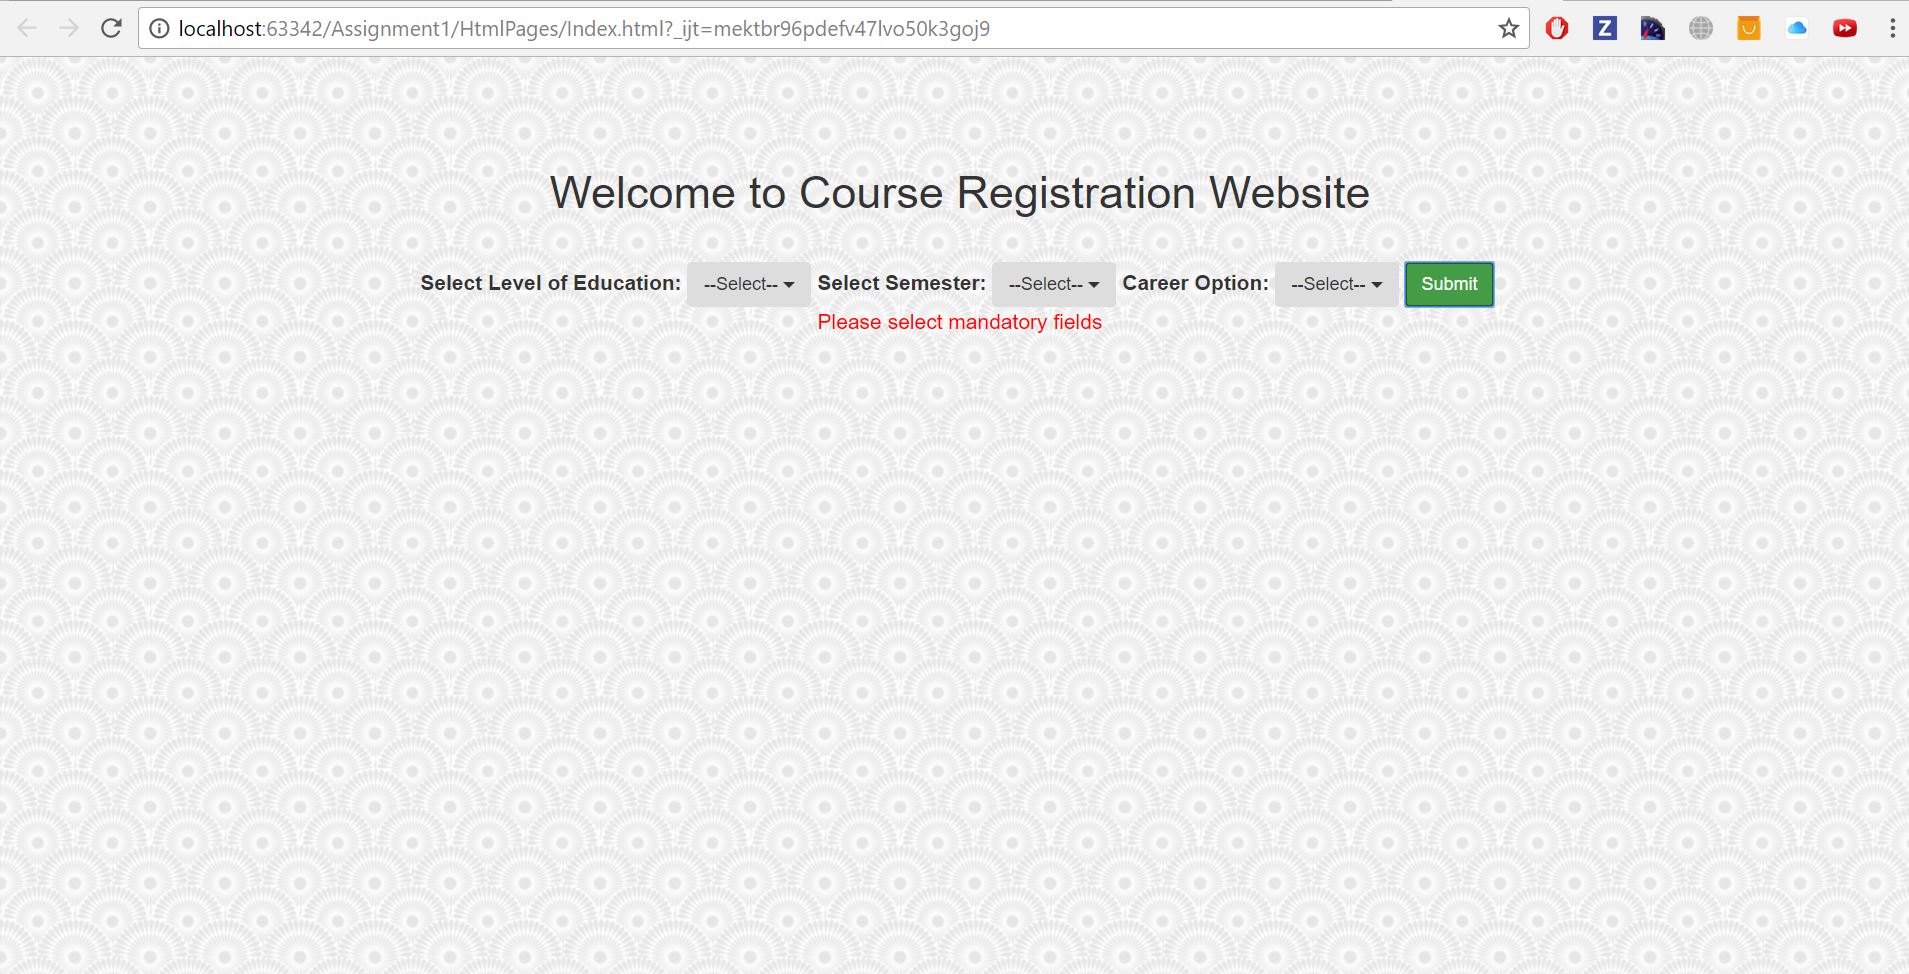 localhost:63342/Assignment1/HtmlPages/Index.html?_ijt=mektbr96pdefv47lvo50k3goj9
Z
Welcome to Course Registration Website
Select Level of Education: --Select-- Select Semester: --Select-- Career Option: --Select-- Submit
Please select mandatory fields